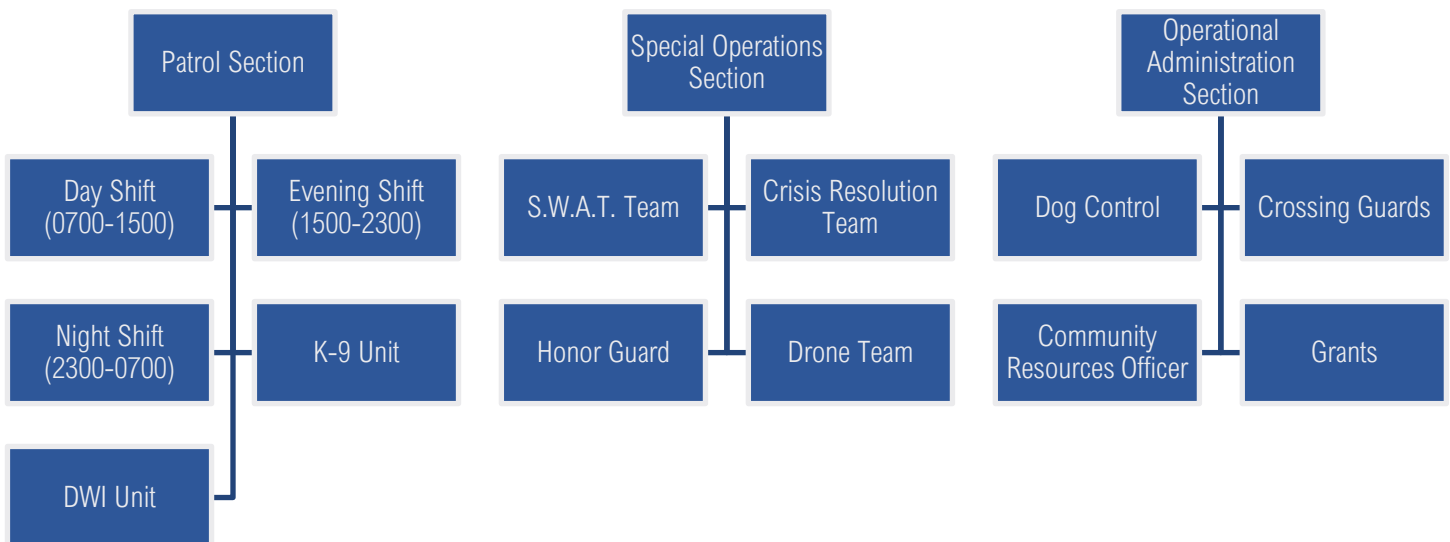 Patrol Section
Special Operations
Section
Operational
Administration
Section
Day Shift
(0700-1500)
Evening Shift
(1500-2300)
S.W.A.T. Team
Crisis Resolution
Team
Dog Control
Crossing Guards
Night Shift
(2300-0700)
K-9 Unit
Honor Guard
Drone Team
Community
Resources Officer
Grants
DWI Unit